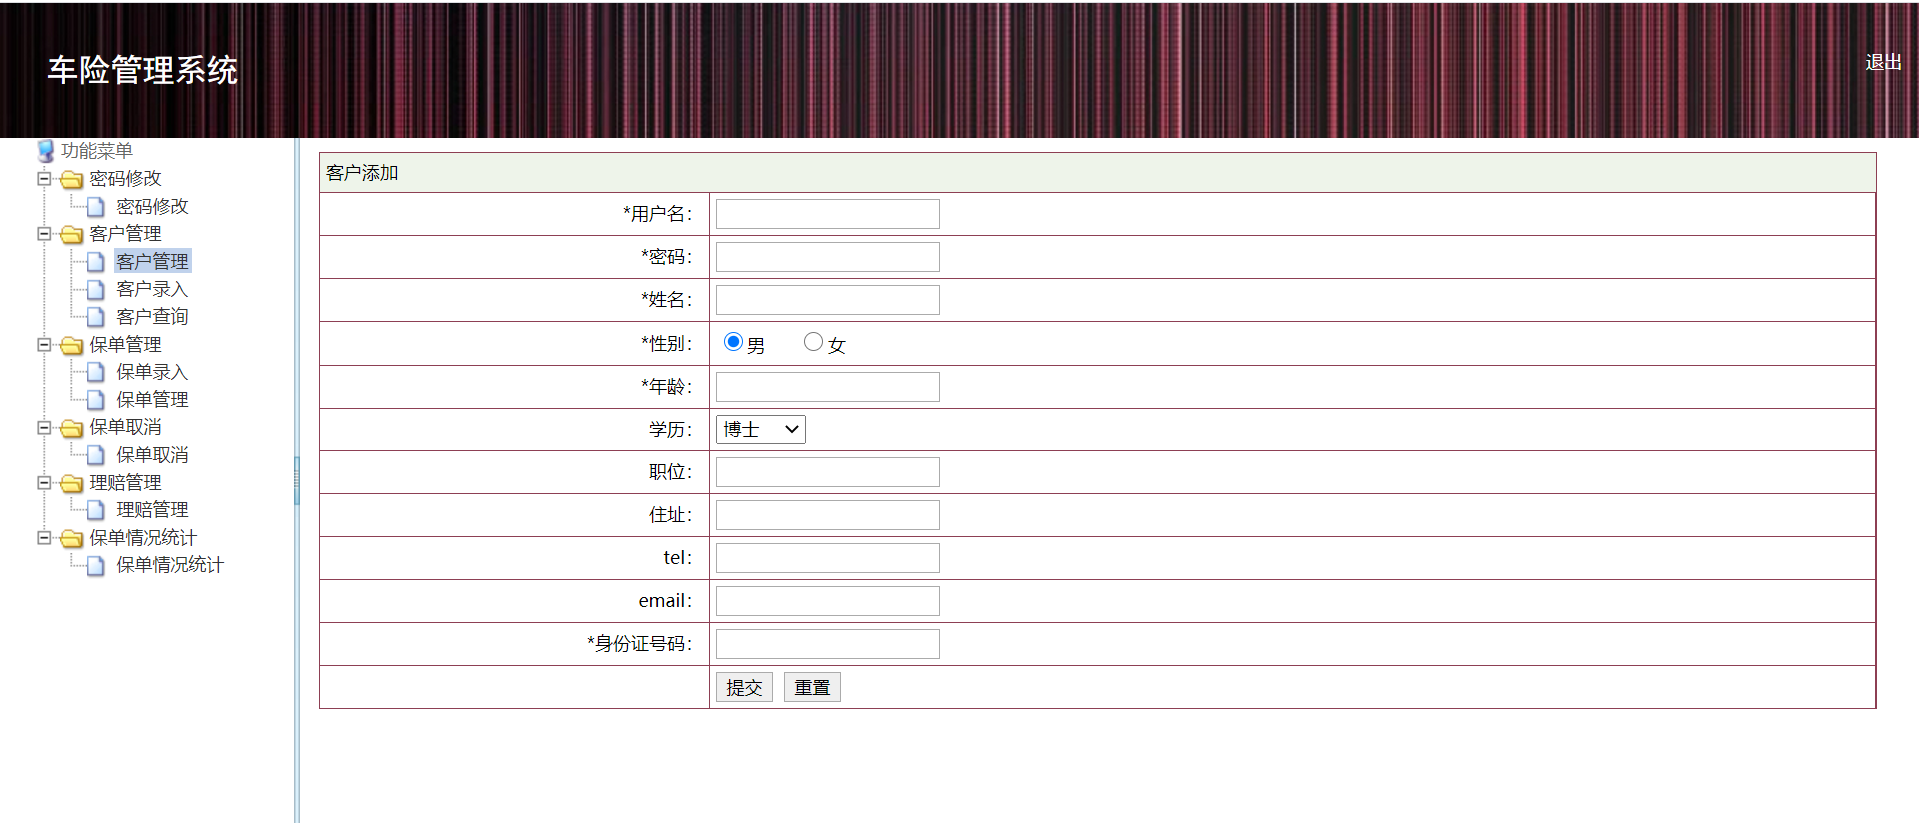 车险管理系统
退出
功能菜单
密码修改
密码修改
客户管理
客户管理
客户录入
客户查询
保单管理
保单录入
保单管理
保单取消
保单取消
理赔管理
理赔管理
保单情况统计
保单情况统计
客户添加
*用户名：
*密码：
*姓名：
*性别： 男 女
*年龄：
学历： 博士
职位：
住址：
tel：
email：
*身份证号码：
提交 重置